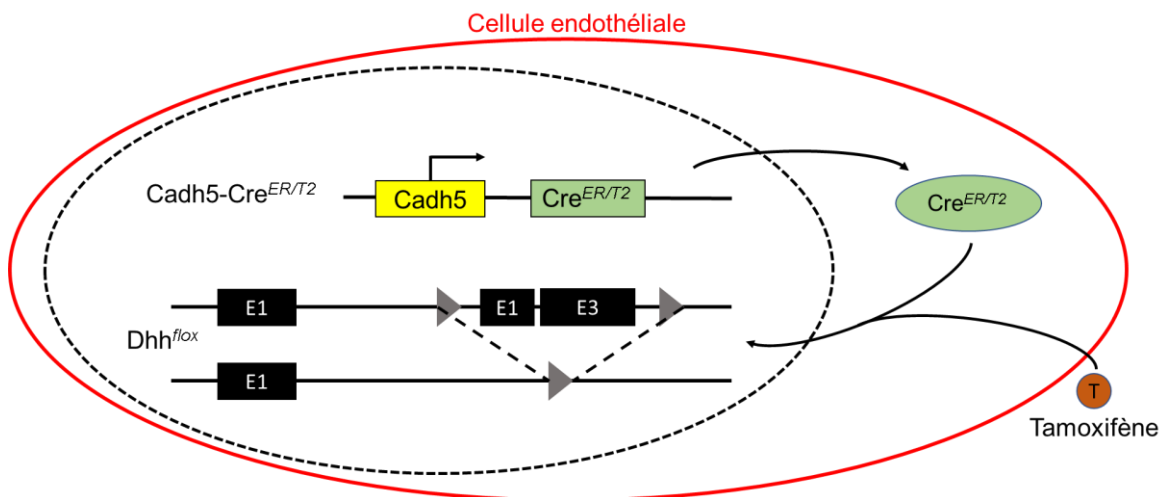 Cellule endothéliale
Cadh5-Cre^ER/T2
Cadh5
Cre^ER/T2
Cre^ER/T2
E1
E1
E3
Dhh^flox
E1
T
Tamoxifène